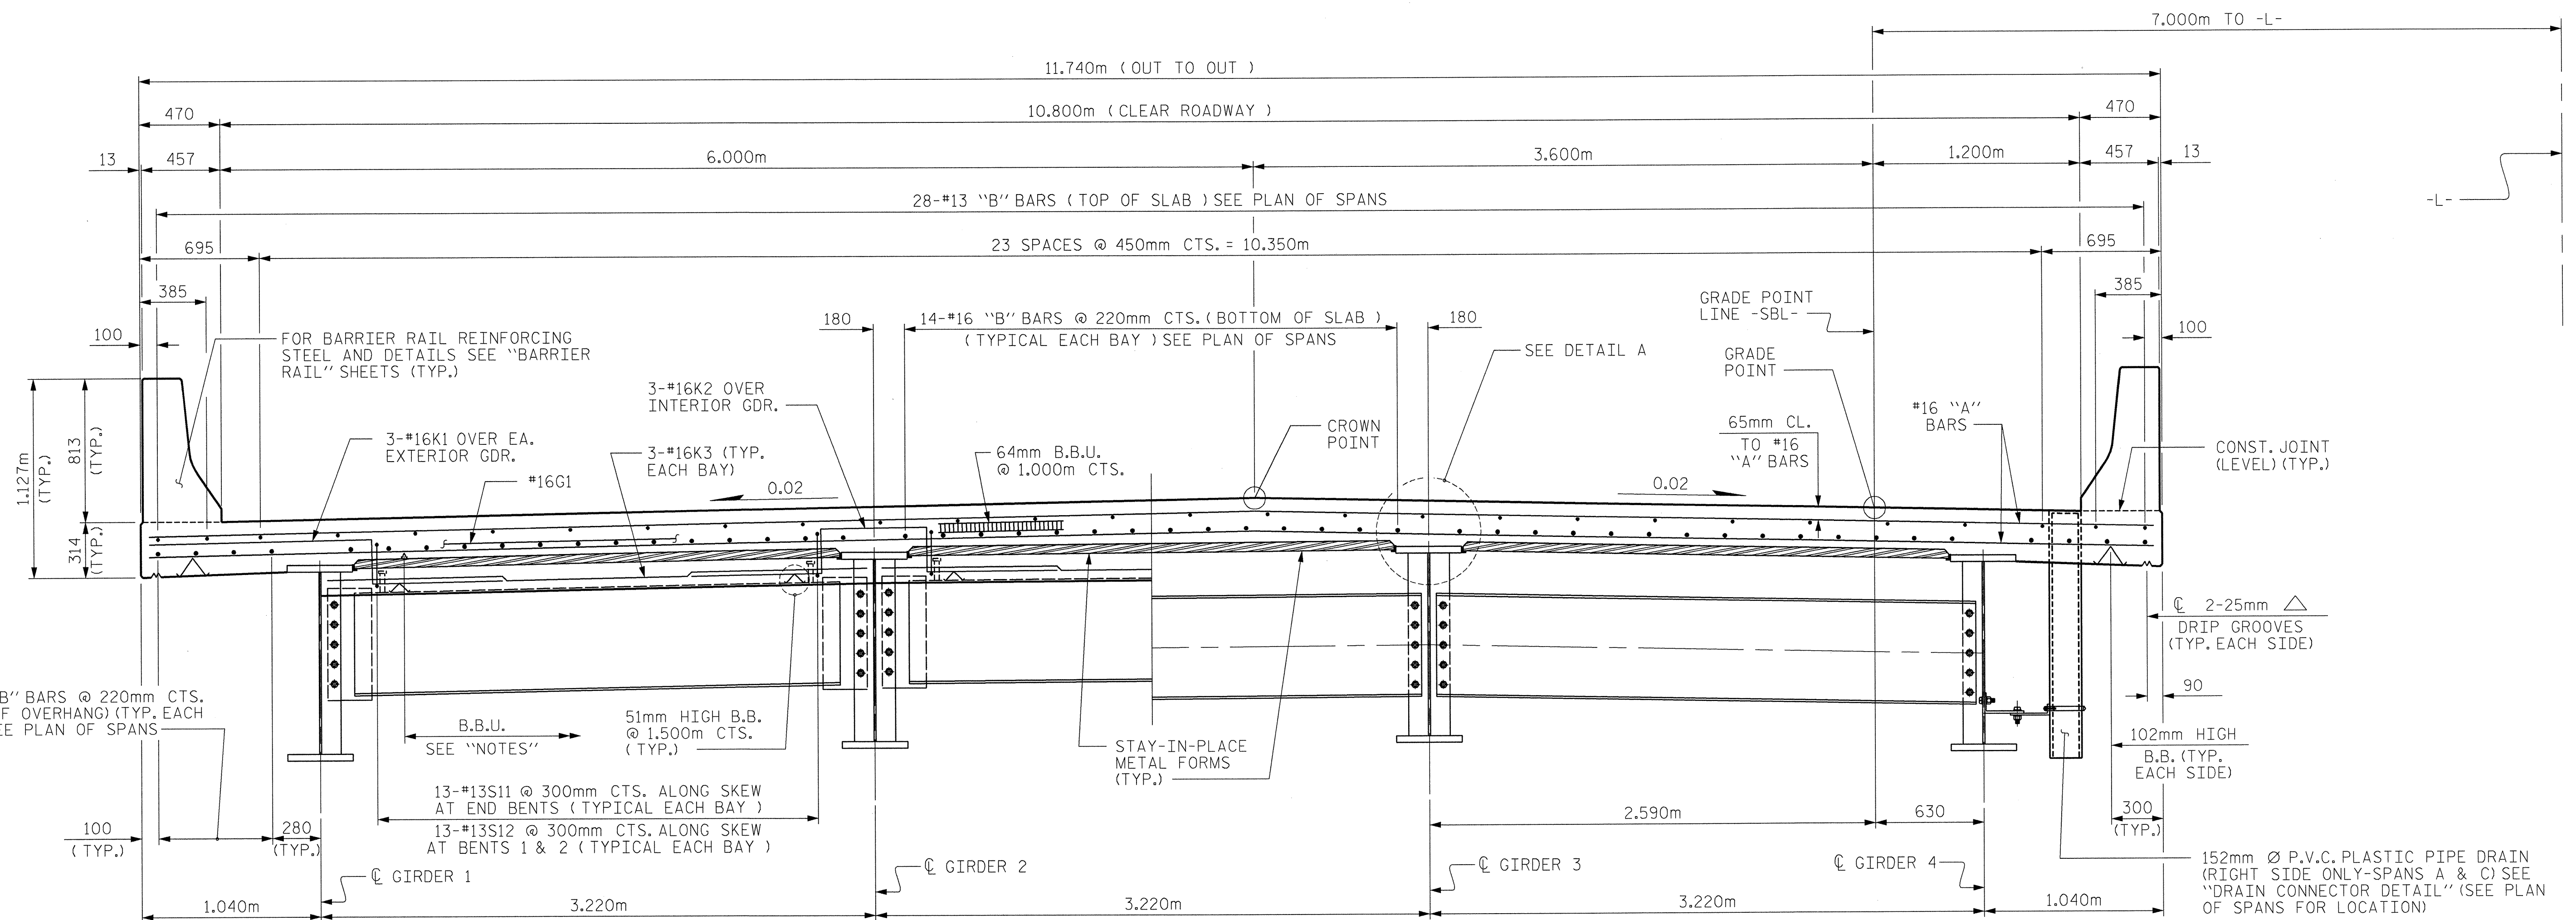 7.000m TO -L-
11.740m ( OUT TO OUT )
470
10.800m ( CLEAR ROADWAY )
470
13
457
6.000m
3.600m
1.200m
457
13
28-#13 "B" BARS ( TOP OF SLAB ) SEE PLAN OF SPANS
-L-
695
23 SPACES @ 450mm CTS. = 10.350m
695
385
385
GRADE POINT
LINE -SBL-
180
14-#16 "B" BARS @ 220mm CTS. ( BOTTOM OF SLAB )
( TYPICAL EACH BAY ) SEE PLAN OF SPANS
180
100
FOR BARRIER RAIL REINFORCING
STEEL AND DETAILS SEE "BARRIER
RAIL" SHEETS (TYP.)
SEE DETAIL A
GRADE
POINT
100
3-#16K2 OVER
INTERIOR GDR.
#16 "A"
BARS
1.127m
(TYP.)
813
(TYP.)
3-#16K1 OVER EA.
EXTERIOR GDR.
3-#16K3 (TYP.
EACH BAY)
CROWN
POINT
65mm CL.
TO #16
"A" BARS
CONST. JOINT
(LEVEL) (TYP.)
64mm B.B.U.
@ 1.000m CTS.
#16G1
0.02
0.02
314
(TYP.)
℄ 2-25mm △
DRIP GROOVES
(TYP. EACH SIDE)
90
B" BARS @ 220mm CTS.
F OVERHANG) (TYP. EACH
EE PLAN OF SPANS
B.B.U.
SEE "NOTES"
51mm HIGH B.B.
@ 1.500m CTS.
(TYP.)
STAY-IN-PLACE
METAL FORMS
(TYP.)
102mm HIGH
B.B. (TYP.
EACH SIDE)
13-#13S11 @ 300mm CTS. ALONG SKEW
AT END BENTS ( TYPICAL EACH BAY )
13-#13S12 @ 300mm CTS. ALONG SKEW
AT BENTS 1 & 2 ( TYPICAL EACH BAY )
100
(TYP.)
280
(TYP.)
2.590m
630
300
(TYP.)
℄ GIRDER 1
℄ GIRDER 2
℄ GIRDER 3
℄ GIRDER 4
152mm Ø P.V.C. PLASTIC PIPE DRAIN
(RIGHT SIDE ONLY-SPANS A & C) SEE
"DRAIN CONNECTOR DETAIL" (SEE PLAN
OF SPANS FOR LOCATION)
1.040m
3.220m
3.220m
3.220m
1.040m